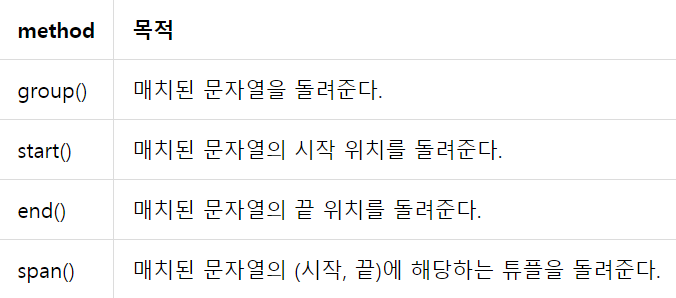 method 목적
group() 매치된 문자열을 돌려준다.
start() 매치된 문자열의 시작 위치를 돌려준다.
end() 매치된 문자열의 끝 위치를 돌려준다.
span() 매치된 문자열의 (시작, 끝)에 해당하는 튜플을 돌려준다.